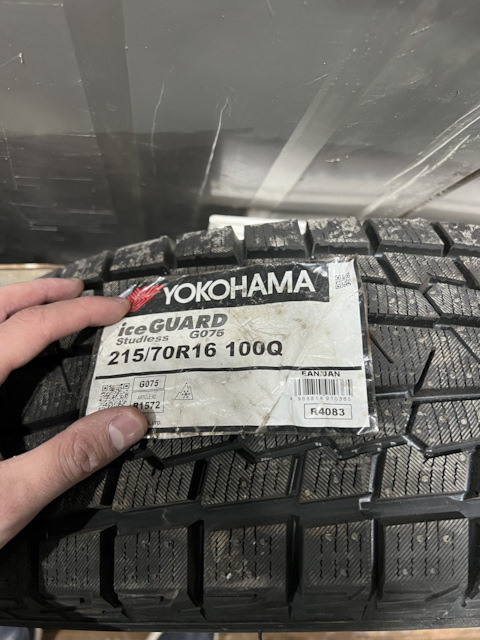 YOKOHAMA
iceGUARD
Studless G075
215/70R16 100Q
G075
EAN/JAN
R1572
R4083